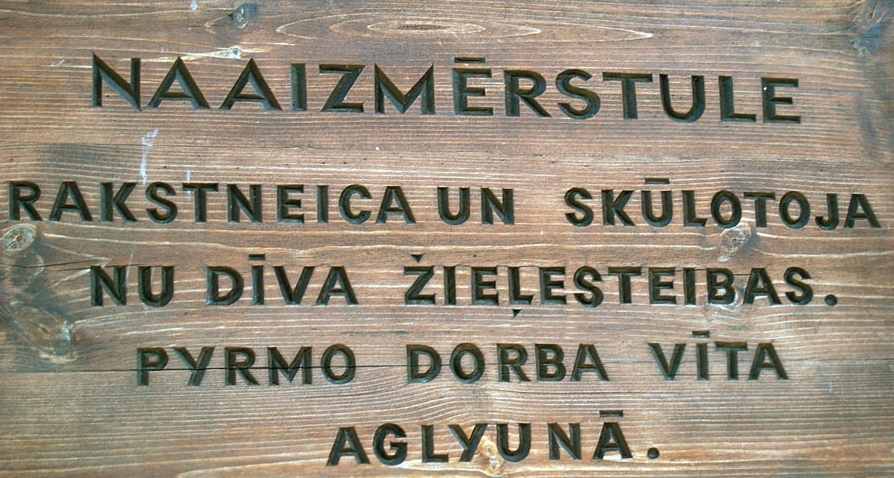 NAAIZMĒRSTULE
RAKSTNEICA UN SKŪLOTOJA
NU DĪVA ŽIEĻESTEIBAS.
PYRMO DORBA VĪTA
AGLYUNĀ.